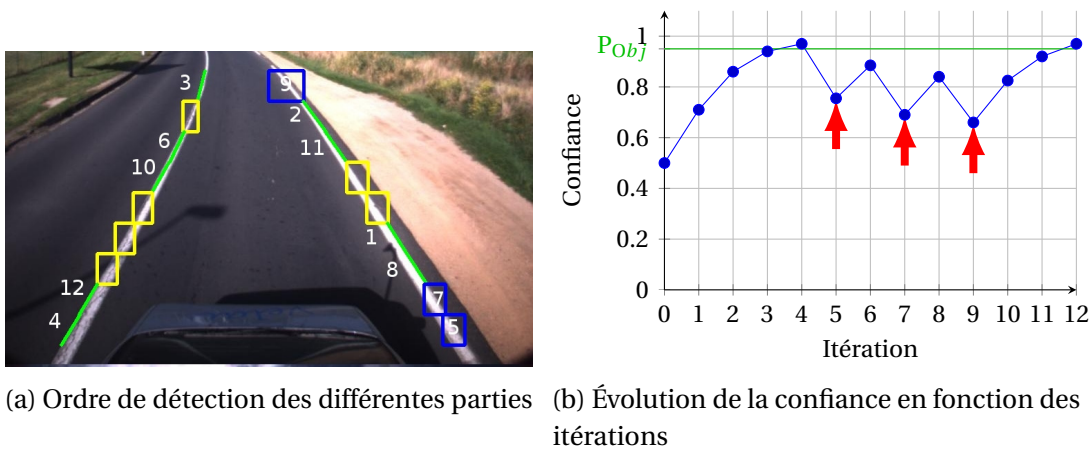 9
3
2
6
11
10
1
8
12
7
4
5
(a) Ordre de détection des différentes parties
P_Obj
1
0.8
0.6
0.4
0.2
0
Confiance
0 1 2 3 4 5 6 7 8 9 10 11 12
Itération
(b) Évolution de la confiance en fonction des
itérations